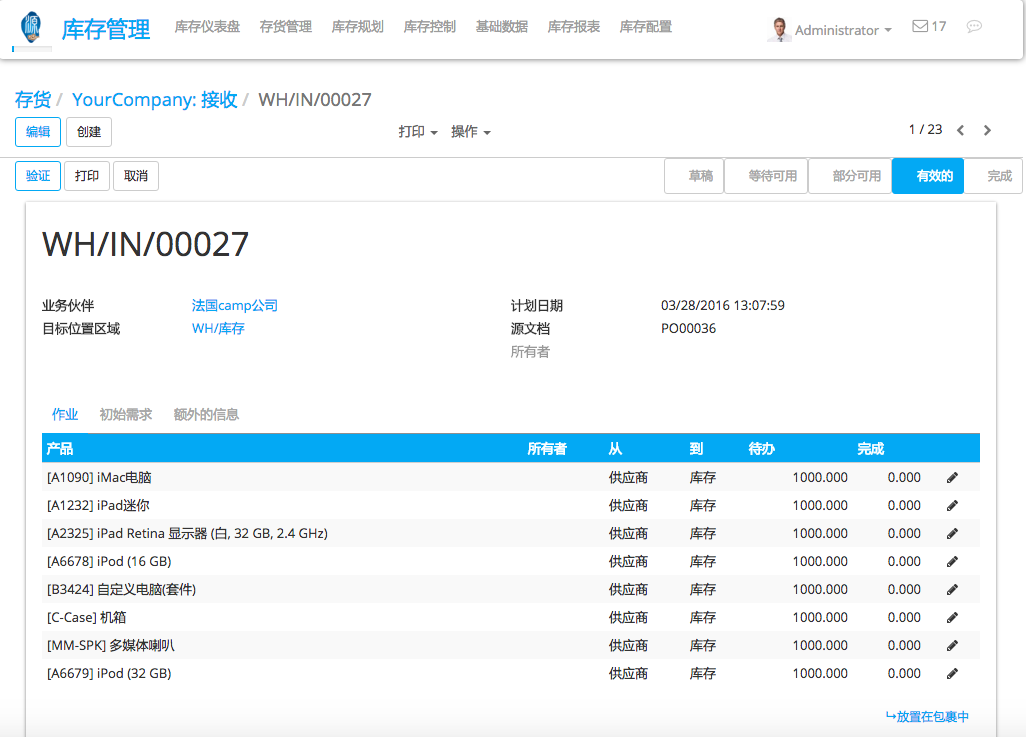 源 库存管理 库存仪表盘 存货管理 库存规划 库存控制 基础数据 库存报表 库存配置 Administrator 17
存货 / YourCompany: 接收 / WH/IN/00027
编辑 创建 打印 操作 1 / 23
验证 打印 取消 草稿 等待可用 部分可用 有效的 完成
WH/IN/00027
业务伙伴 法国camp公司 计划日期 03/28/2016 13:07:59
目标位置区域 WH/库存 源文档 PO00036
所有者
作业 初始需求 额外的信息
产品 所有者 从 到 待办 完成
[A1090] iMac电脑 供应商 库存 1000.000 0.000
[A1232] iPad迷你 供应商 库存 1000.000 0.000
[A2325] iPad Retina 显示器 (白, 32 GB, 2.4 GHz) 供应商 库存 1000.000 0.000
[A6678] iPod (16 GB) 供应商 库存 1000.000 0.000
[B3424] 自定义电脑(套件) 供应商 库存 1000.000 0.000
[C-Case] 机箱 供应商 库存 1000.000 0.000
[MM-SPK] 多媒体喇叭 供应商 库存 1000.000 0.000
[A6679] iPod (32 GB) 供应商 库存 1000.000 0.000
↪放置在包裹中